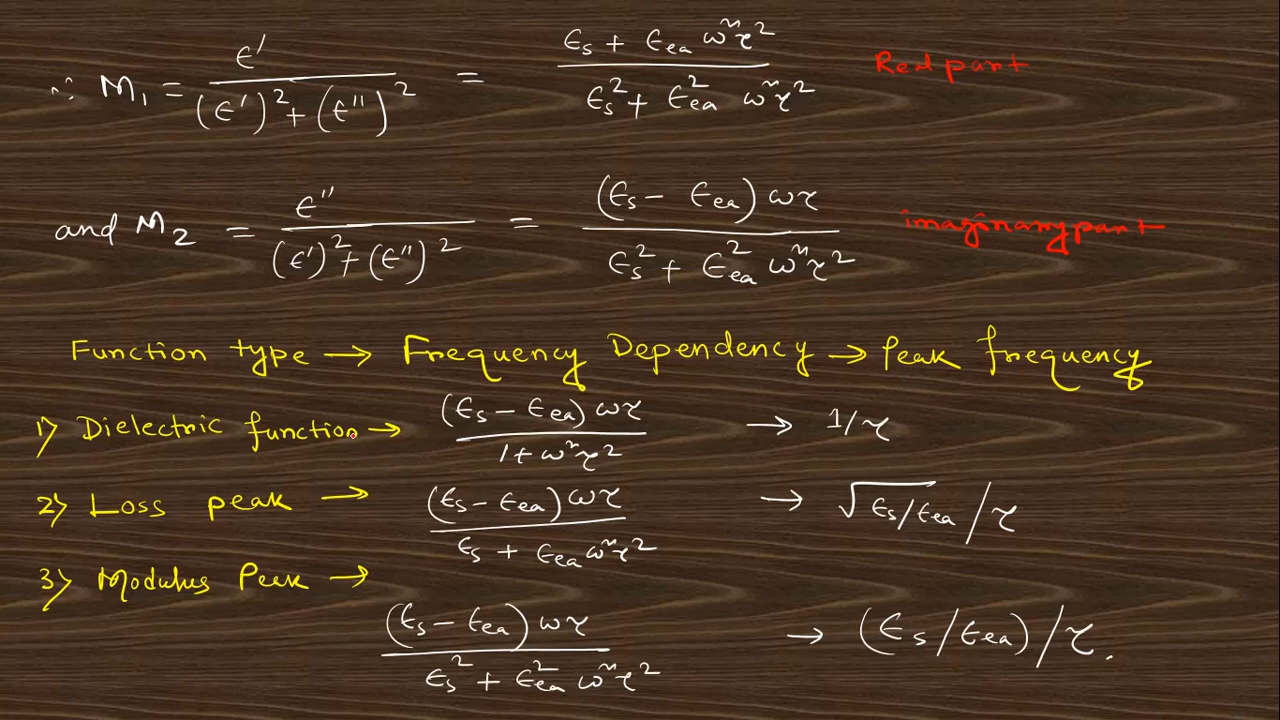 ∴ M₁ = ϵ′ / ((ϵ′)² + (ϵ″)²) = (ϵs + ϵea ω²τ²) / (ϵs² + ϵea² ω²τ²) Real part
and M₂ = ϵ″ / ((ϵ′)² + (ϵ″)²) = (ϵs − ϵea) ωτ / (ϵs² + ϵea² ω²τ²) imaginary part
Function type → Frequency Dependency → Peak frequency
1) Dielectric function → (ϵs − ϵea) ωτ / (1 + ω²τ²) → 1/τ
2) Loss peak → (ϵs − ϵea) ωτ / (ϵs + ϵea ω²τ²) → √(ϵs/ϵea) / τ
3) Modulus Peak →
(ϵs − ϵea) ωτ / (ϵs² + ϵea² ω²τ²) → (ϵs/ϵea)/τ.